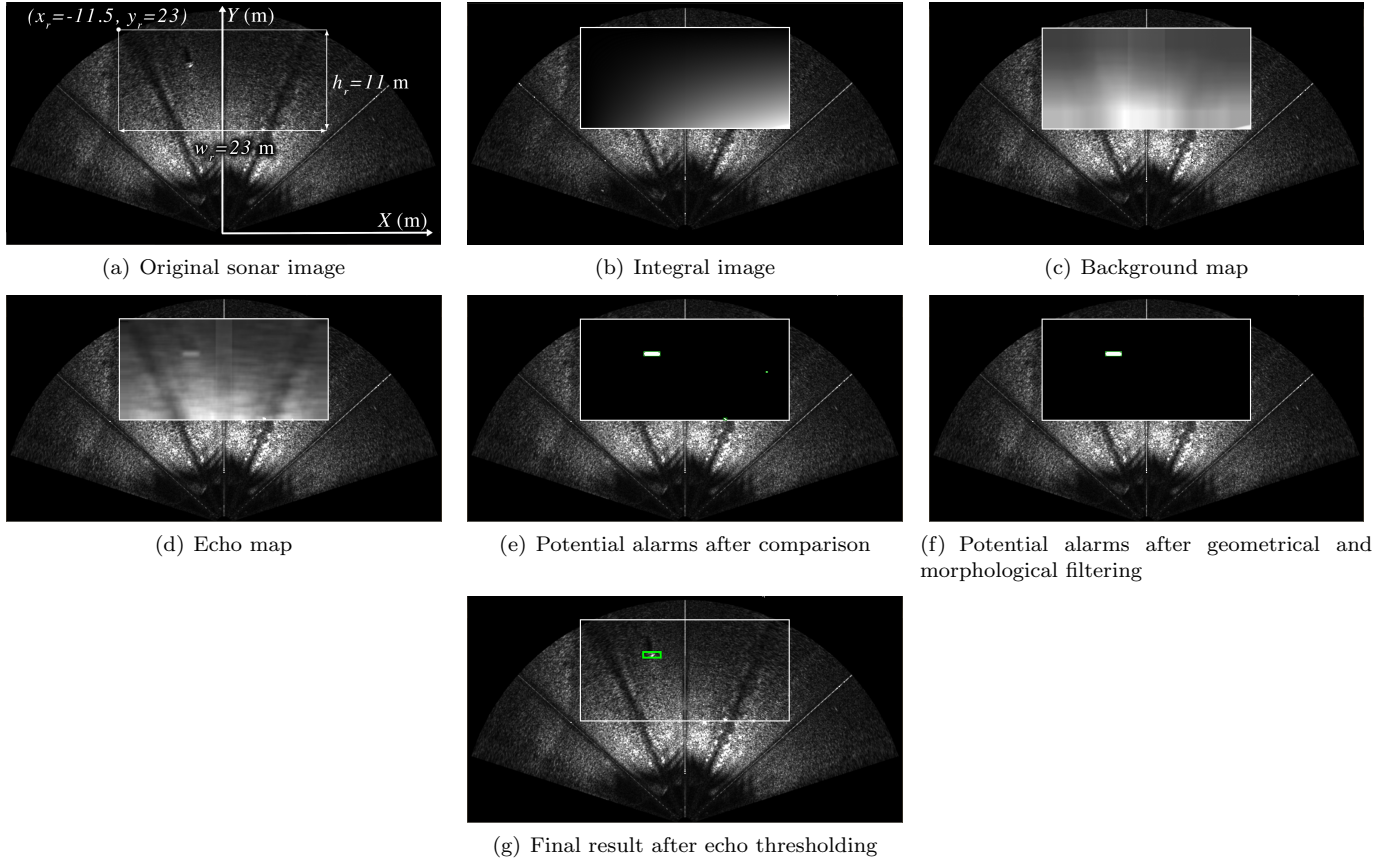 (x_r=-11.5, y_r=23)
Y (m)
h_r=11 m
w_r=23 m
X (m)
(a) Original sonar image
(b) Integral image
(c) Background map
(d) Echo map
(e) Potential alarms after comparison
(f) Potential alarms after geometrical and
morphological filtering
(g) Final result after echo thresholding